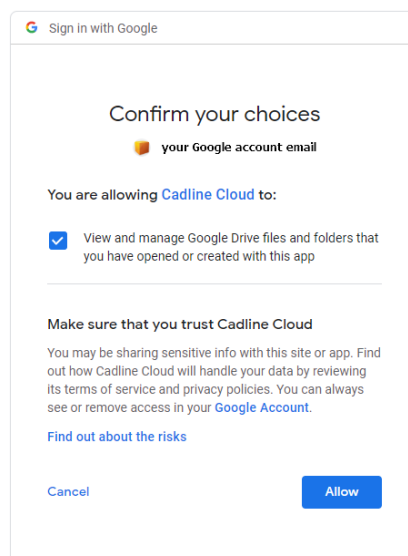 Sign in with Google
Confirm your choices
your Google account email
You are allowing Cadline Cloud to:
View and manage Google Drive files and folders that
you have opened or created with this app
Make sure that you trust Cadline Cloud
You may be sharing sensitive info with this site or app. Find
out how Cadline Cloud will handle your data by reviewing
its terms of service and privacy policies. You can always
see or remove access in your Google Account.
Find out about the risks
Cancel
Allow